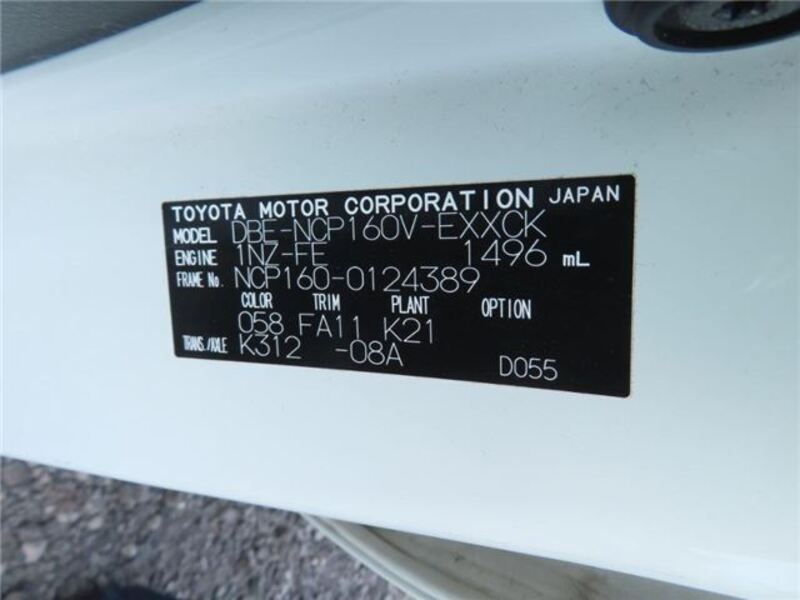 TOYOTA MOTOR CORPORATION JAPAN
MODEL DBE-NCP160V-EXXCK
ENGINE 1NZ-FE 1496 mL
FRAME No. NCP160-0124389
COLOR TRIM PLANT OPTION
058 FA11 K21
TRANS./AXLE K312 -08A
D055